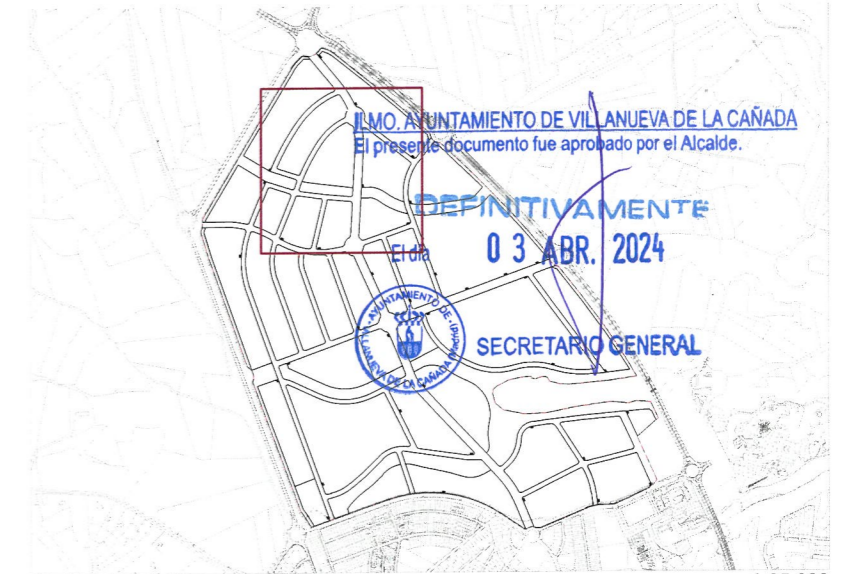 ILMO. AYUNTAMIENTO DE VILLANUEVA DE LA CAÑADA
El presente documento fue aprobado por el Alcalde.
DEFINITIVAMENTE
El día 03 ABR. 2024
AYUNTAMIENTO DE VILLANUEVA DE LA CAÑADA (Madrid)
SECRETARIO GENERAL